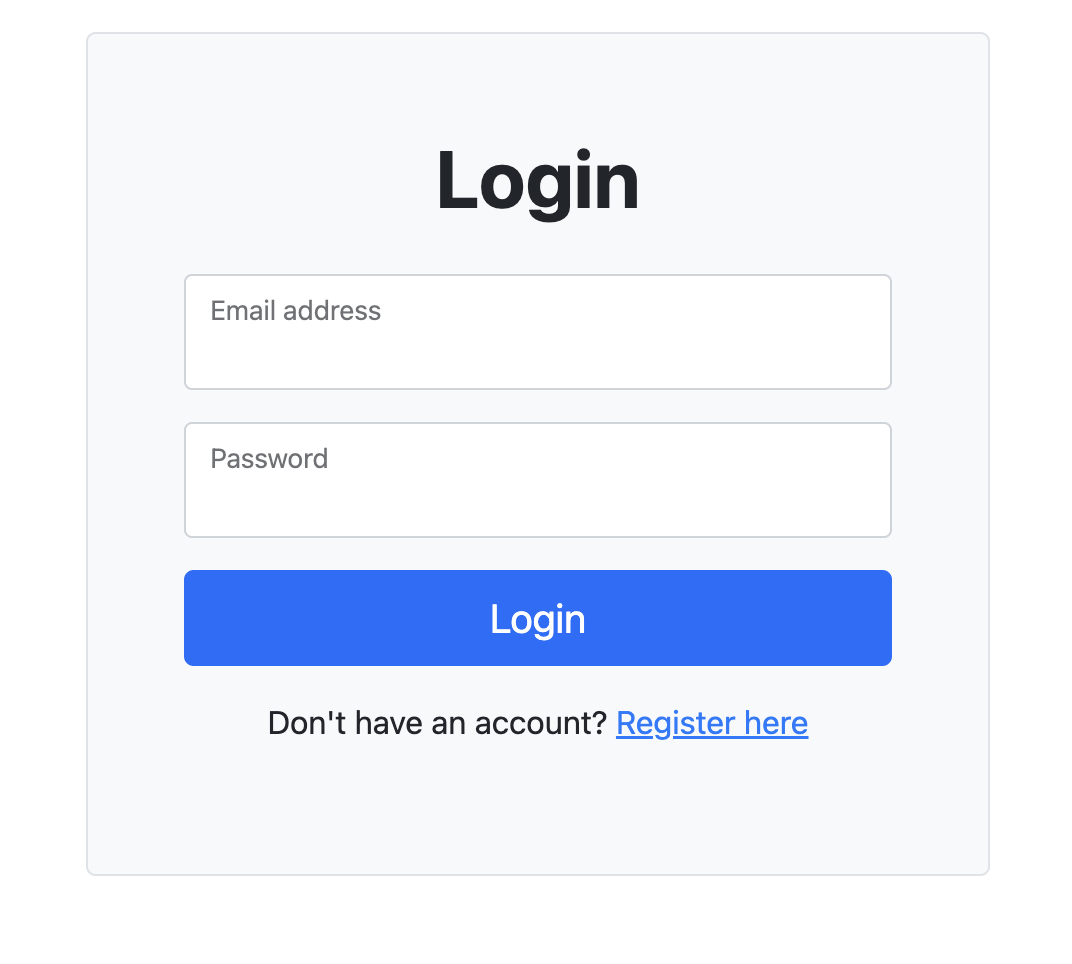 Login
Email address
Password
Login
Don't have an account? Register here